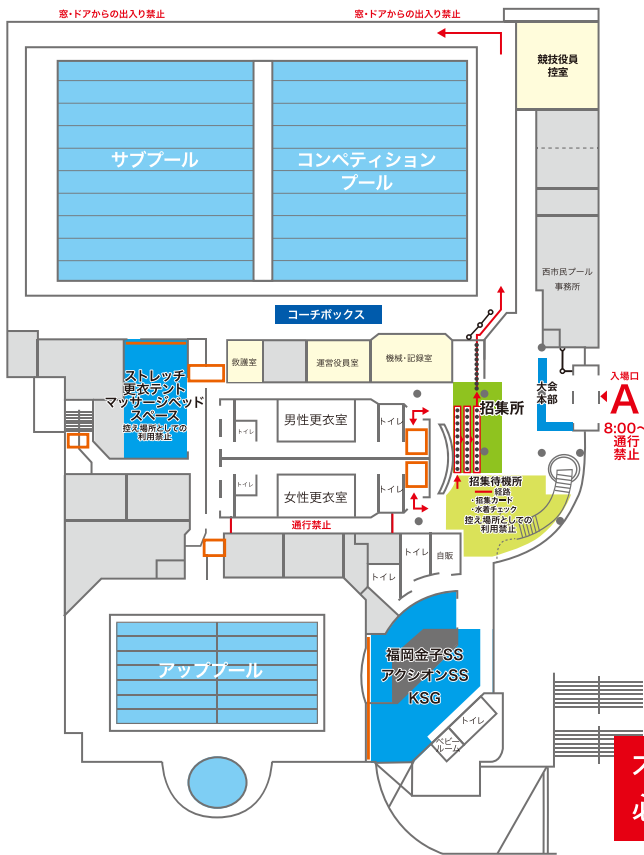 窓・ドアからの出入り禁止
窓・ドアからの出入り禁止
競技役員
控室
サブプール
コンペティション
プール
西市民プール
事務所
コーチボックス
救護室
運営役員室
機械・記録室
ストレッチ
更衣テント
マッサージベッド
スペース
控え場所としての
利用禁止
大会
本部
入場口
A
8:00〜
通行
禁止
招集所
男性更衣室
トイレ
トイレ
女性更衣室
トイレ
トイレ
招集待機所
経路
・招集カード
・水着チェック
控え場所としての
利用禁止
通行禁止
トイレ
自販
トイレ
アッププール
福岡金子SS
アクシオンSS
KSG
トイレ
ベビー
ルーム